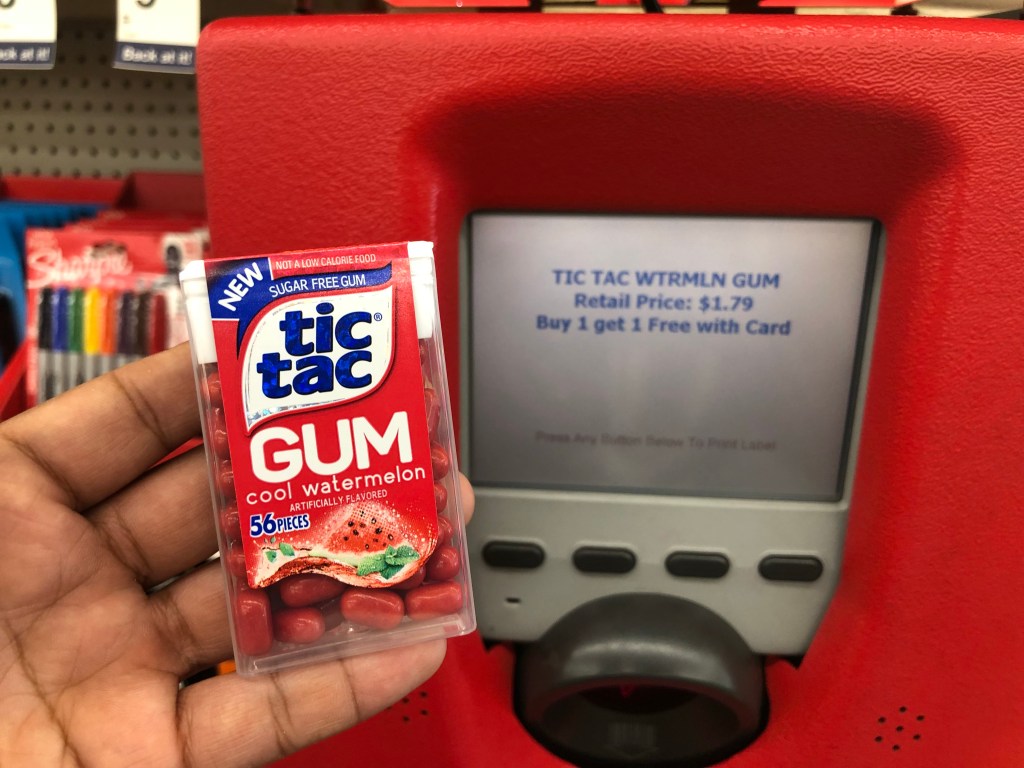 ck at it!
Back at it!
Sharpie
NEW
NOT A LOW CALORIE FOOD
SUGAR FREE GUM
tic®
tac
GUM
cool watermelon
ARTIFICIALLY FLAVORED
56 PIECES
TIC TAC WTRMLN GUM
Retail Price: $1.79
Buy 1 get 1 Free with Card
Press Any Button Below To Print Label